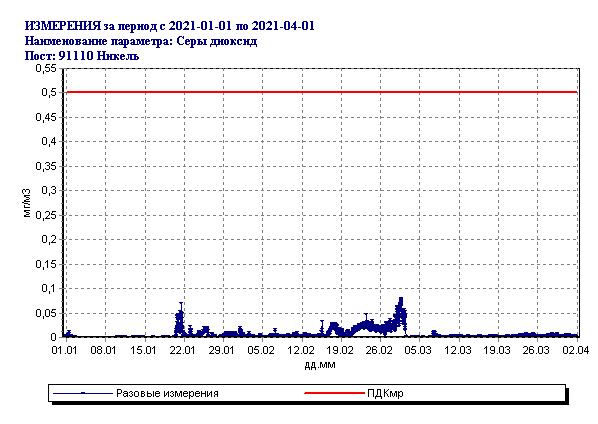 ИЗМЕРЕНИЯ за период с 2021-01-01 по 2021-04-01
Наименование параметра: Серы диоксид
Пост: 91110 Никель
0,55
0,5
0,45
0,4
0,35
0,3
0,25
0,2
0,15
0,1
0,05
0
мг/м3
01.01 08.01 15.01 22.01 29.01 05.02 12.02 19.02 26.02 05.03 12.03 19.03 26.03 02.04
дд.мм
Разовые измерения ПДКмр